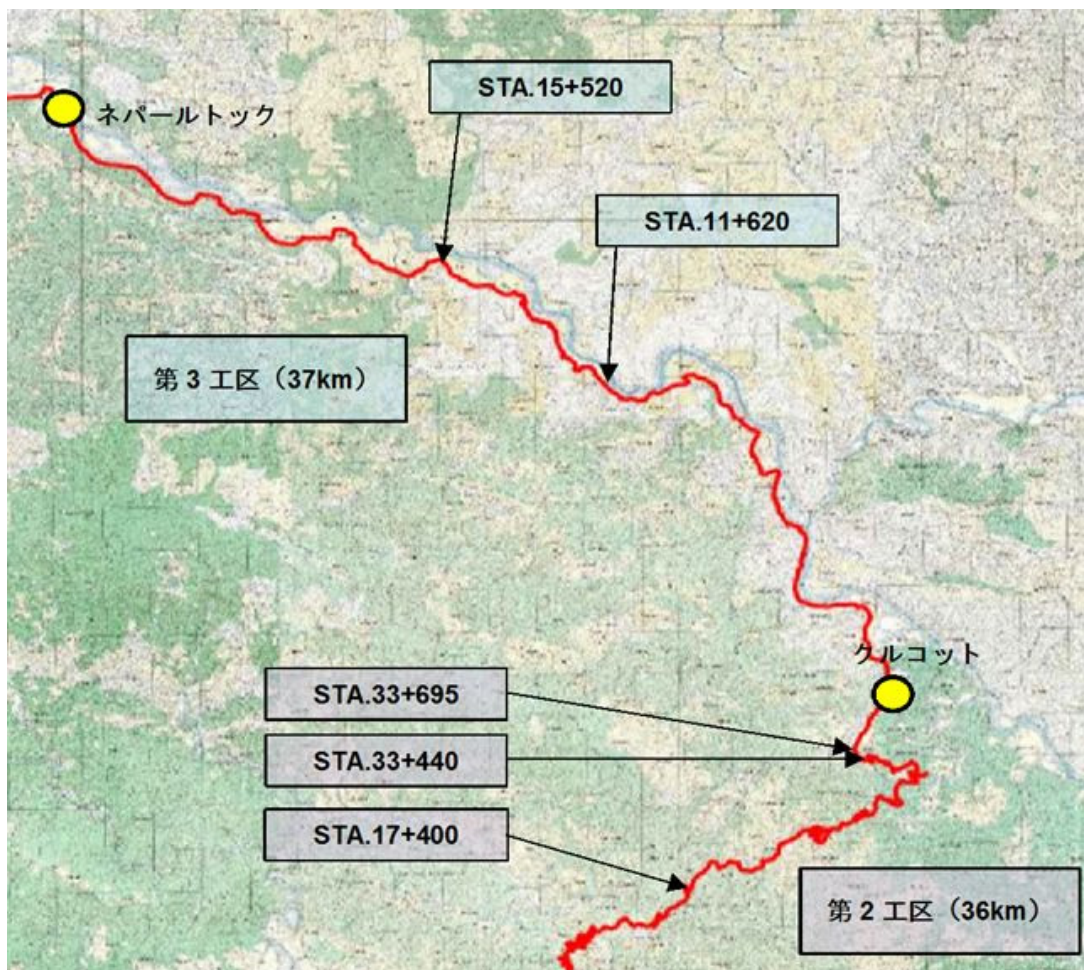 STA.15+520
ネパールトック
STA.11+620
第 3 工区（37km）
クルコット
STA.33+695
STA.33+440
STA.17+400
第 2 工区（36km）